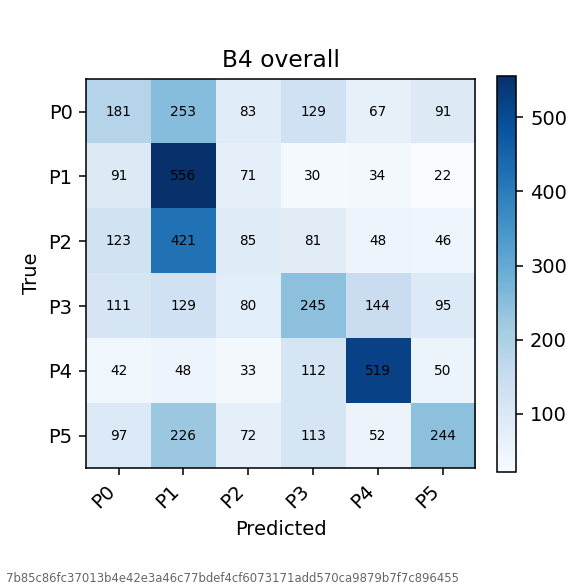 B4 overall
P0 181 253 83 129 67 91
P1 91 556 71 30 34 22
P2 123 421 85 81 48 46
P3 111 129 80 245 144 95
P4 42 48 33 112 519 50
P5 97 226 72 113 52 244
P0 P1 P2 P3 P4 P5
True
Predicted
500
400
300
200
100
7b85c86fc37013b4e42e3a46c77bdef4cf6073171add570ca9879b7f7c896455